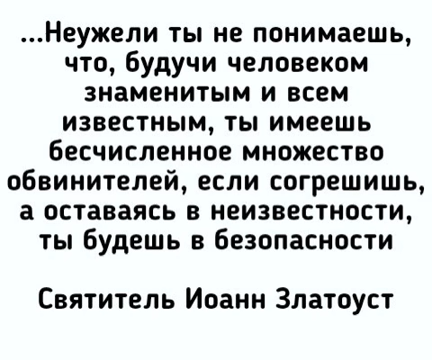 ...Неужели ты не понимаешь,
что, будучи человеком
знаменитым и всем
известным, ты имеешь
бесчисленное множество
обвинителей, если согрешишь,
а оставаясь в неизвестности,
ты будешь в безопасности
Святитель Иоанн Златоуст